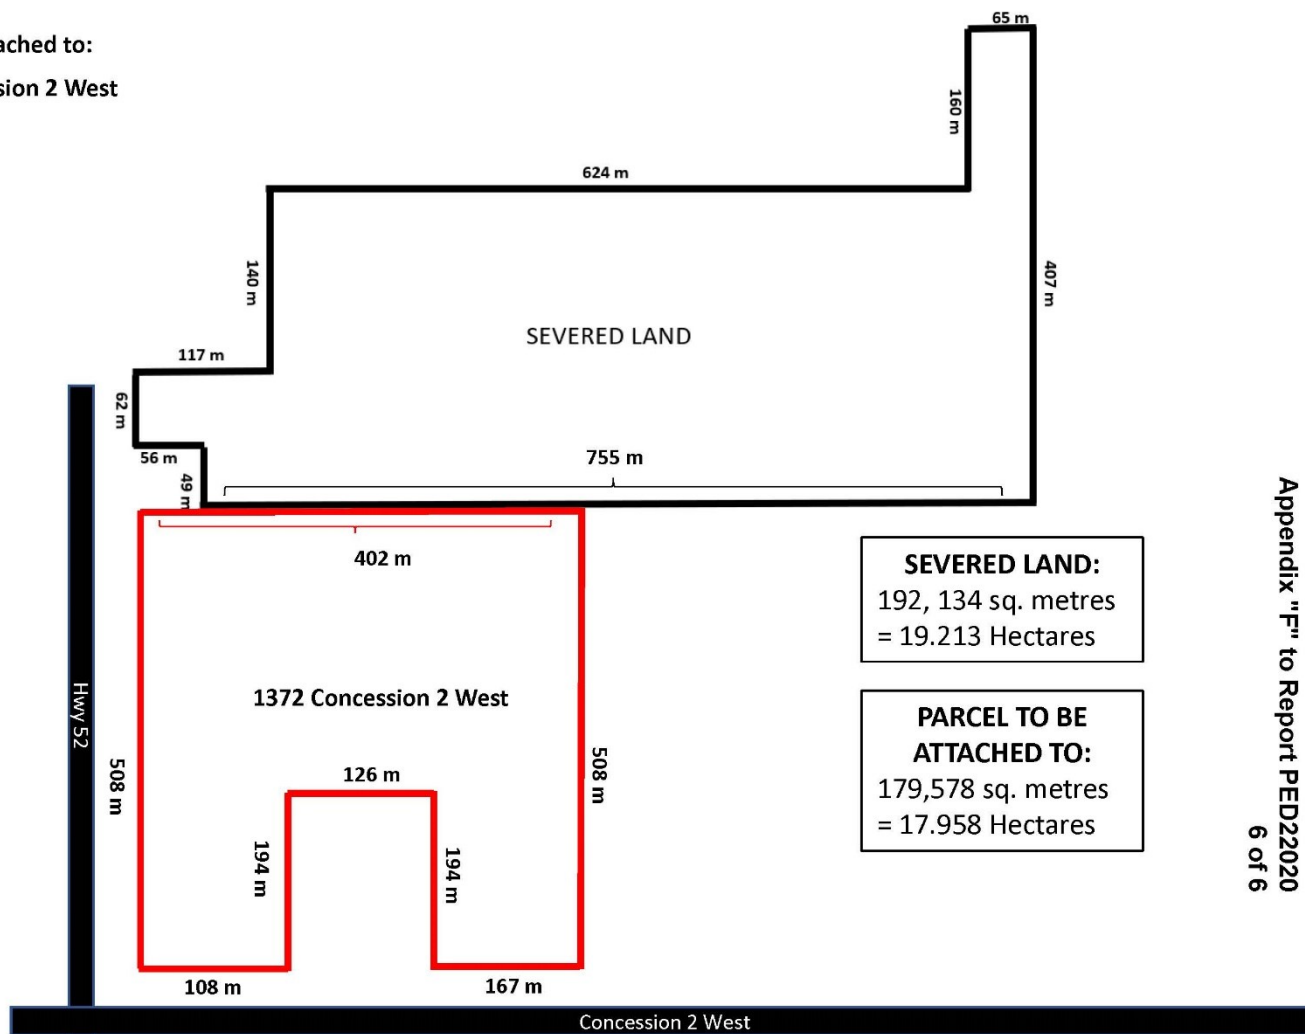 ached to:
sion 2 West
65 m
160 m
624 m
140 m
407 m
SEVERED LAND
117 m
62 m
56 m
49 m
755 m
402 m
SEVERED LAND:
192, 134 sq. metres
= 19.213 Hectares
1372 Concession 2 West
PARCEL TO BE
ATTACHED TO:
179,578 sq. metres
= 17.958 Hectares
Hwy 52
508 m
126 m
508 m
194 m
194 m
108 m
167 m
Concession 2 West
Appendix "F" to Report PED22020
6 of 6